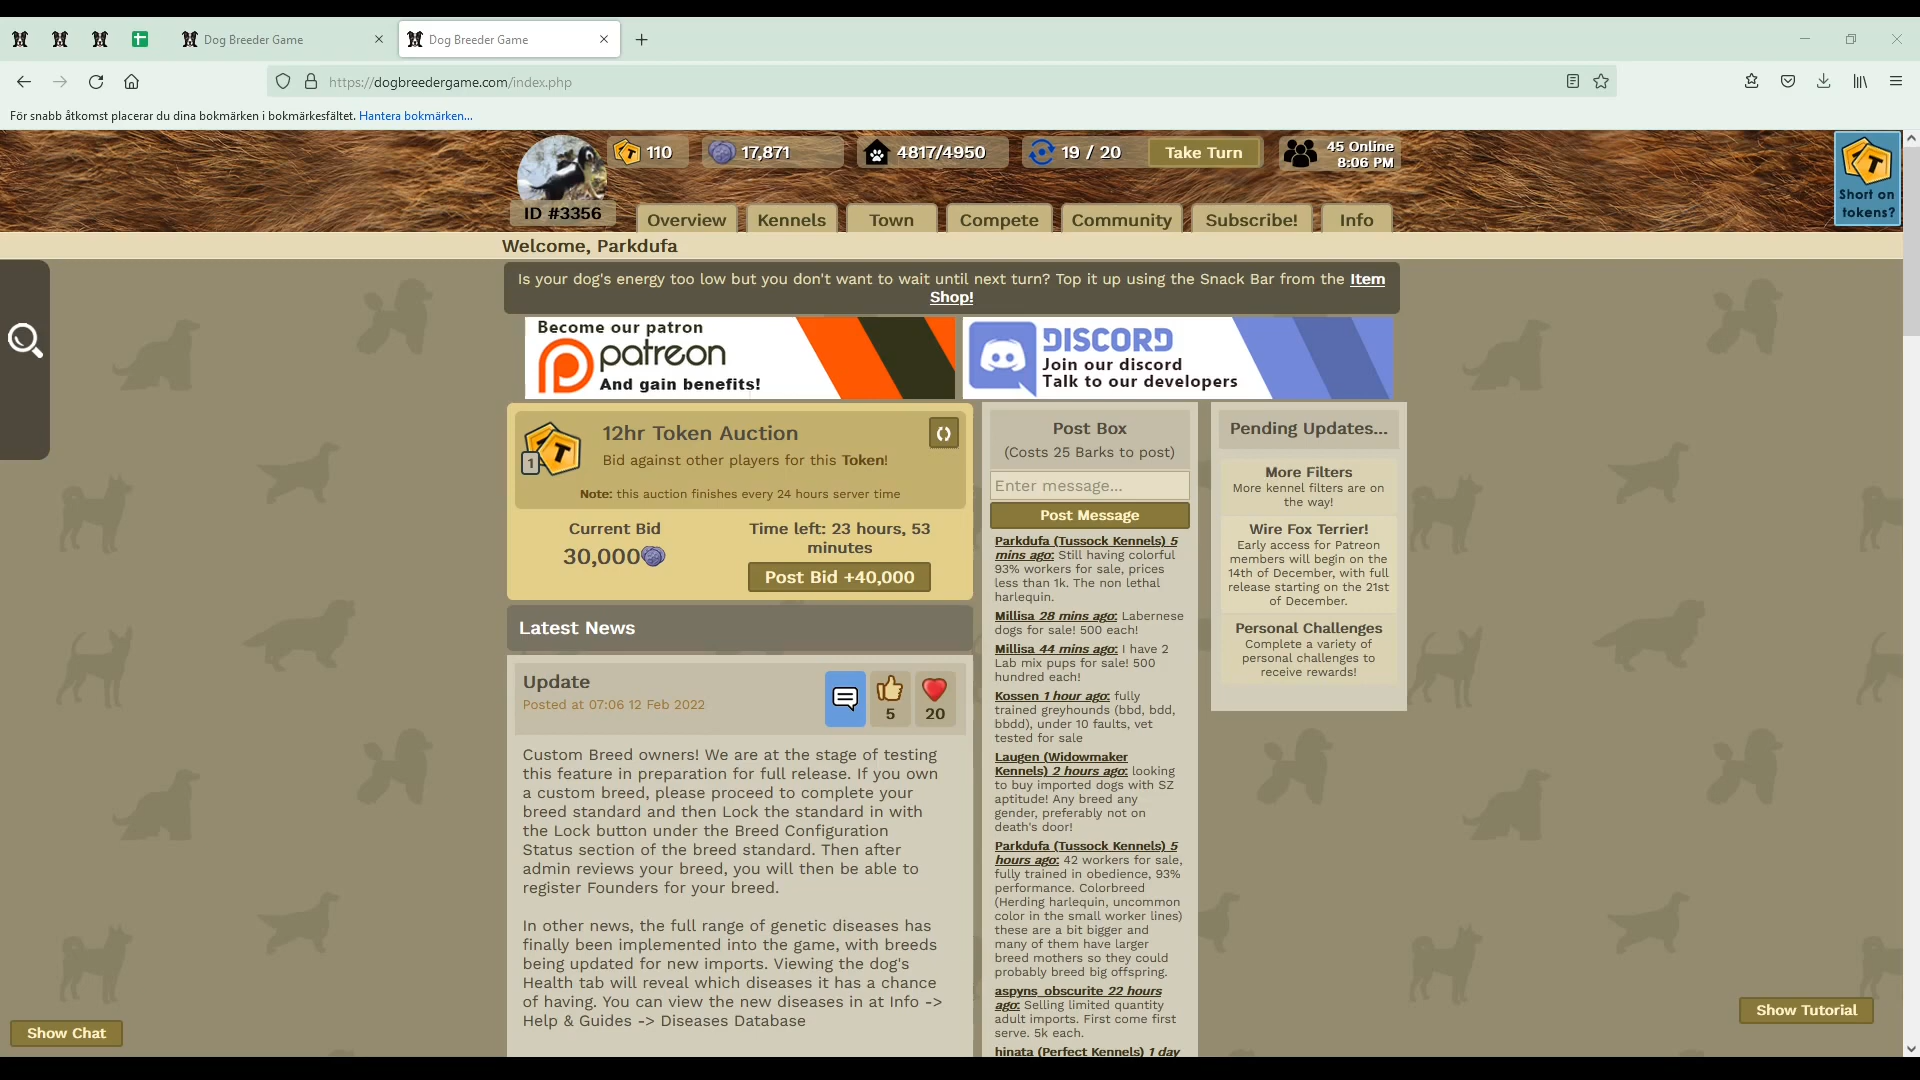 Dog Breeder Game
Dog Breeder Game
https://dogbreedergame.com/index.php
För snabb åtkomst placerar du dina bokmärken i bokmärkesfältet. Hantera bokmärken...
110
17,871
4817/4950
19 / 20
Take Turn
45 Online
8:06 PM
T
Short on
tokens?
ID #3356
Overview
Kennels
Town
Compete
Community
Subscribe!
Info
Welcome, Parkdufa
Is your dog's energy too low but you don't want to wait until next turn? Top it up using the Snack Bar from the Item
Shop!
Become our patron
patreon
And gain benefits!
DISCORD
Join our discord
Talk to our developers
T
1
12hr Token Auction
Bid against other players for this Token!
Note: this auction finishes every 24 hours server time
Current Bid
30,000
Time left: 23 hours, 53
minutes
Post Bid +40,000
Latest News
Update
Posted at 07:06 12 Feb 2022
5
20
Custom Breed owners! We are at the stage of testing
this feature in preparation for full release. If you own
a custom breed, please proceed to complete your
breed standard and then Lock the standard in with
the Lock button under the Breed Configuration
Status section of the breed standard. Then after
admin reviews your breed, you will then be able to
register Founders for your breed.
In other news, the full range of genetic diseases has
finally been implemented into the game, with breeds
being updated for new imports. Viewing the dog's
Health tab will reveal which diseases it has a chance
of having. You can view the new diseases in at Info ->
Help & Guides -> Diseases Database
Post Box
(Costs 25 Barks to post)
Enter message...
Post Message
Parkdufa (Tussock Kennels) 5
mins ago: Still having colorful
93% workers for sale, prices
less than 1k. The non lethal
harlequin.
Millisa 28 mins ago: Labernese
dogs for sale! 500 each!
Millisa 44 mins ago: I have 2
Lab mix pups for sale! 500
hundred each!
Kossen 1 hour ago: fully
trained greyhounds (bbd, bdd,
bbdd), under 10 faults, vet
tested for sale
Laugen (Widowmaker
Kennels) 2 hours ago: looking
to buy imported dogs with SZ
aptitude! Any breed any
gender, preferably not on
death's door!
Parkdufa (Tussock Kennels) 5
hours ago: 42 workers for sale,
fully trained in obedience, 93%
performance. Colorbreed
(Herding harlequin, uncommon
color in the small worker lines)
these are a bit bigger and
many of them have larger
breed mothers so they could
probably breed big offspring.
aspyns_obscurite 22 hours
ago: Selling limited quantity
adult imports. First come first
serve. 5k each.
hinata (Perfect Kennels) 1 day
Pending Updates...
More Filters
More kennel filters are on
the way!
Wire Fox Terrier!
Early access for Patreon
members will begin on the
14th of December, with full
release starting on the 21st
of December.
Personal Challenges
Complete a variety of
personal challenges to
receive rewards!
Show Chat
Show Tutorial